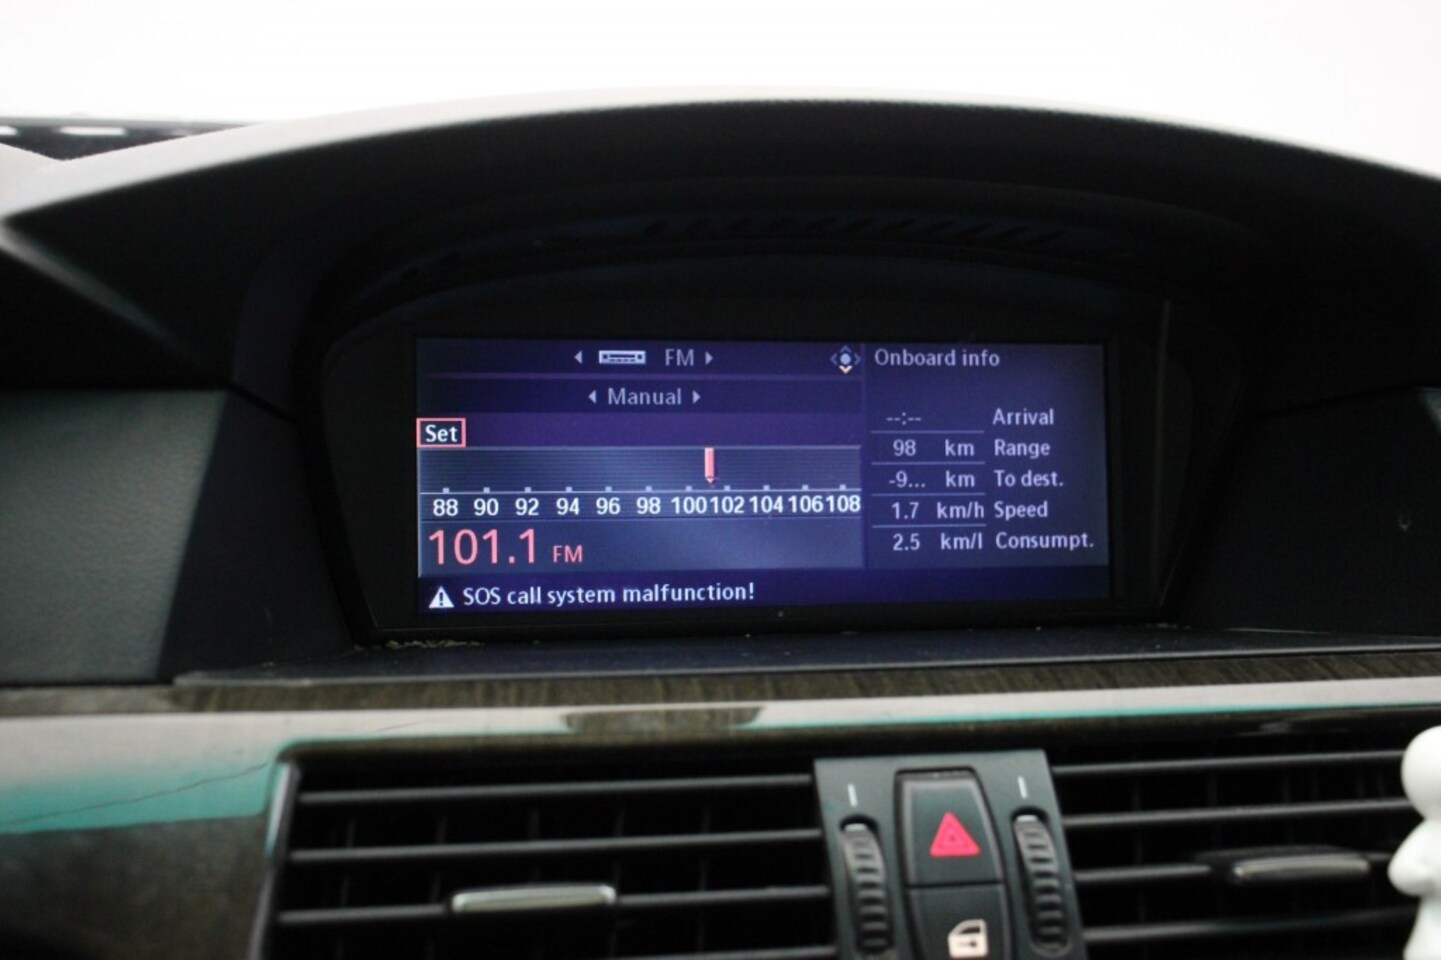 FM
Manual
Set
88 90 92 94 96 98 100 102 104 106 108
101.1 FM
SOS call system malfunction!
Onboard info
--:-- Arrival
98 km Range
-9... km To dest.
1.7 km/h Speed
2.5 km/l Consumpt.